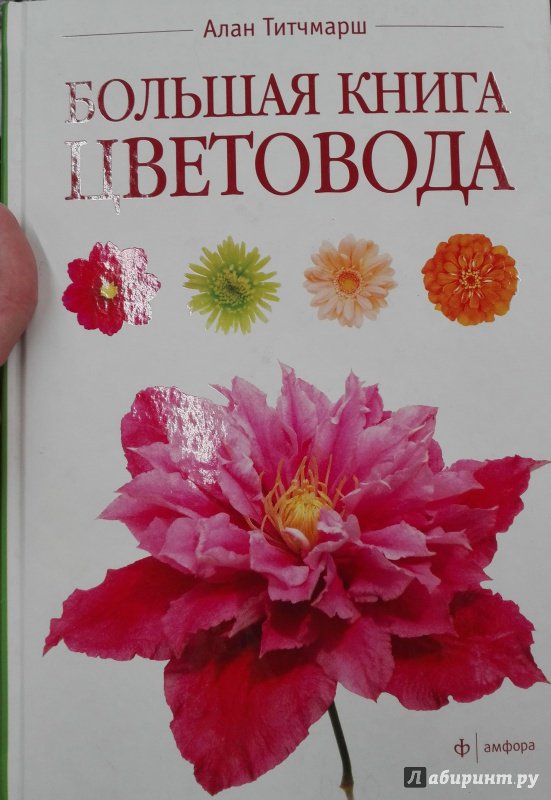 Алан Титчмарш
БОЛЬШАЯ КНИГА
ЦВЕТОВОДА
ф | амфора
Лабиринт.ру